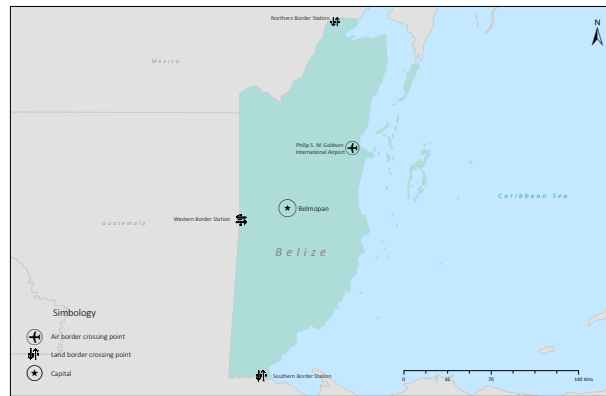 Northern Border Station
N
Mexico
Philip S. W. Goldson
International Airport
Caribbean Sea
Belmopan
Western Border Station
Guatemala
Belize
Simbology
Air border crossing point
Land border crossing point
Capital
Southern Border Station
0 35 70 140 Kms